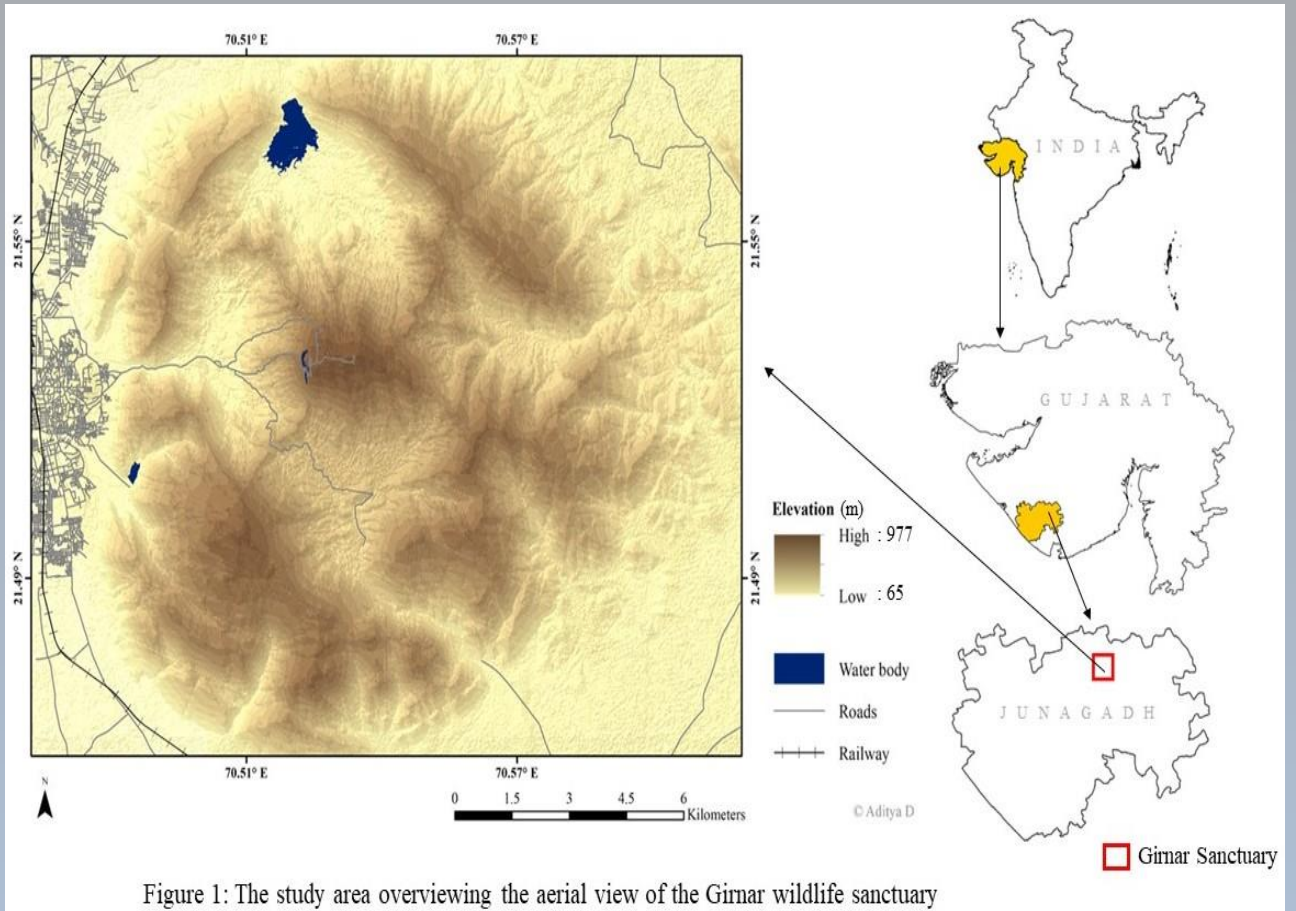 70.51° E
70.57° E
21.55° N
21.55° N
21.49° N
21.49° N
70.51° E
70.57° E
N
0 1.5 3 4.5 6
Kilometers
INDIA
GUJARAT
JUNAGADH
Elevation (m)
High : 977
Low : 65
Water body
Roads
Railway
© Aditya D
Girnar Sanctuary
Figure 1: The study area overviewing the aerial view of the Girnar wildlife sanctuary